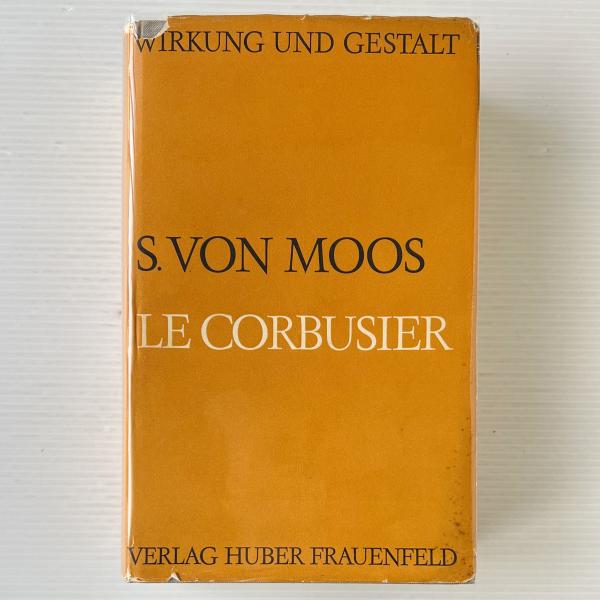 WIRKUNG UND GESTALT
S. VON MOOS
LE CORBUSIER
VERLAG HUBER FRAUENFELD